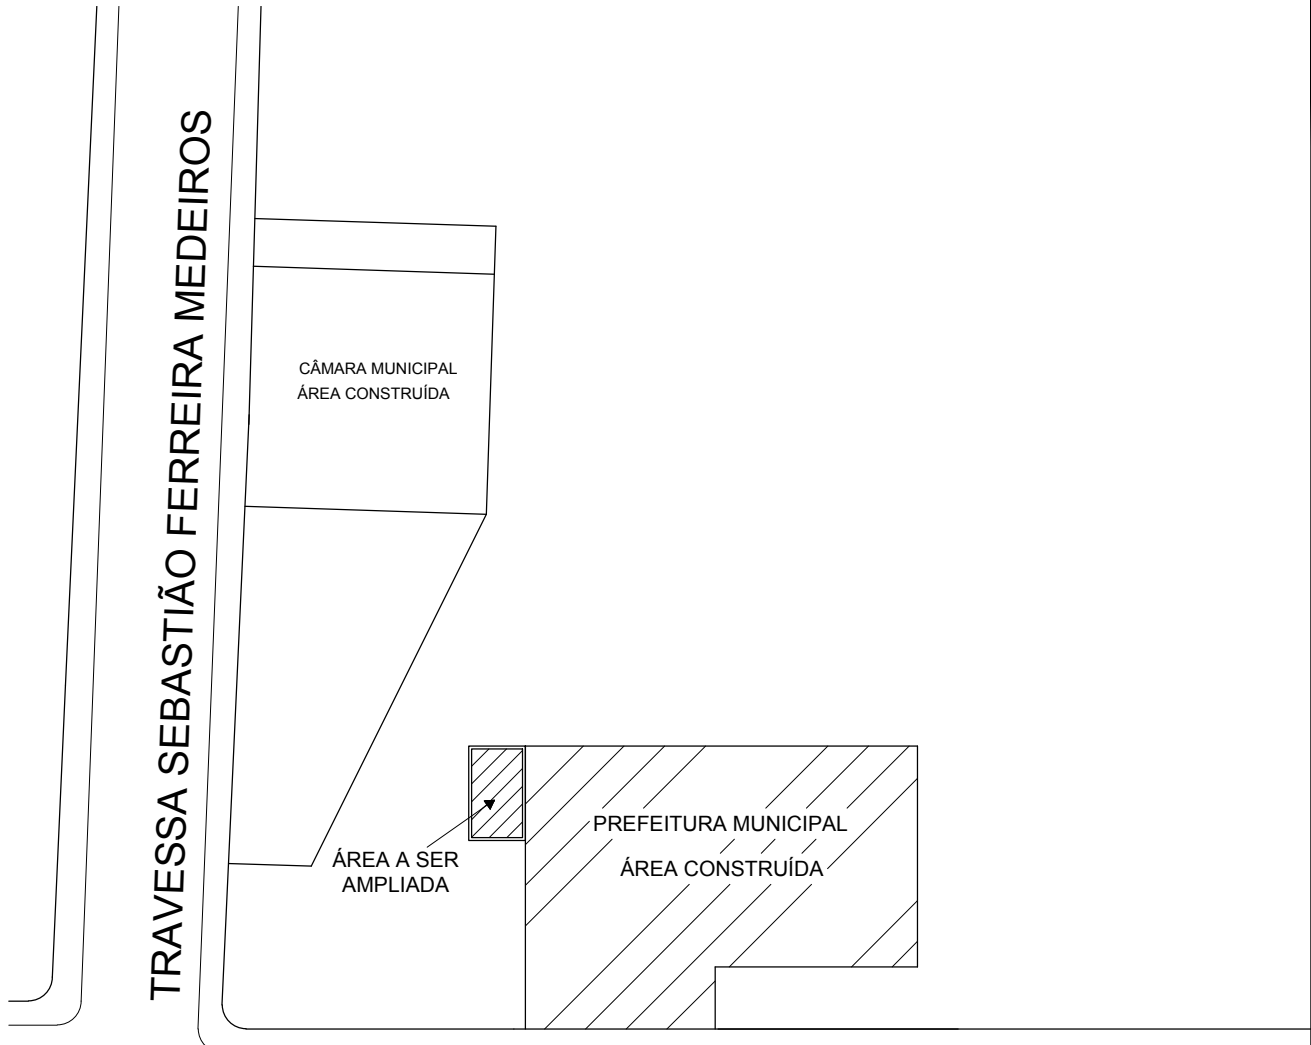 TRAVESSA SEBASTIÃO FERREIRA MEDEIROS
CÂMARA MUNICIPAL
ÁREA CONSTRUÍDA
PREFEITURA MUNICIPAL
ÁREA CONSTRUÍDA
ÁREA A SER
AMPLIADA